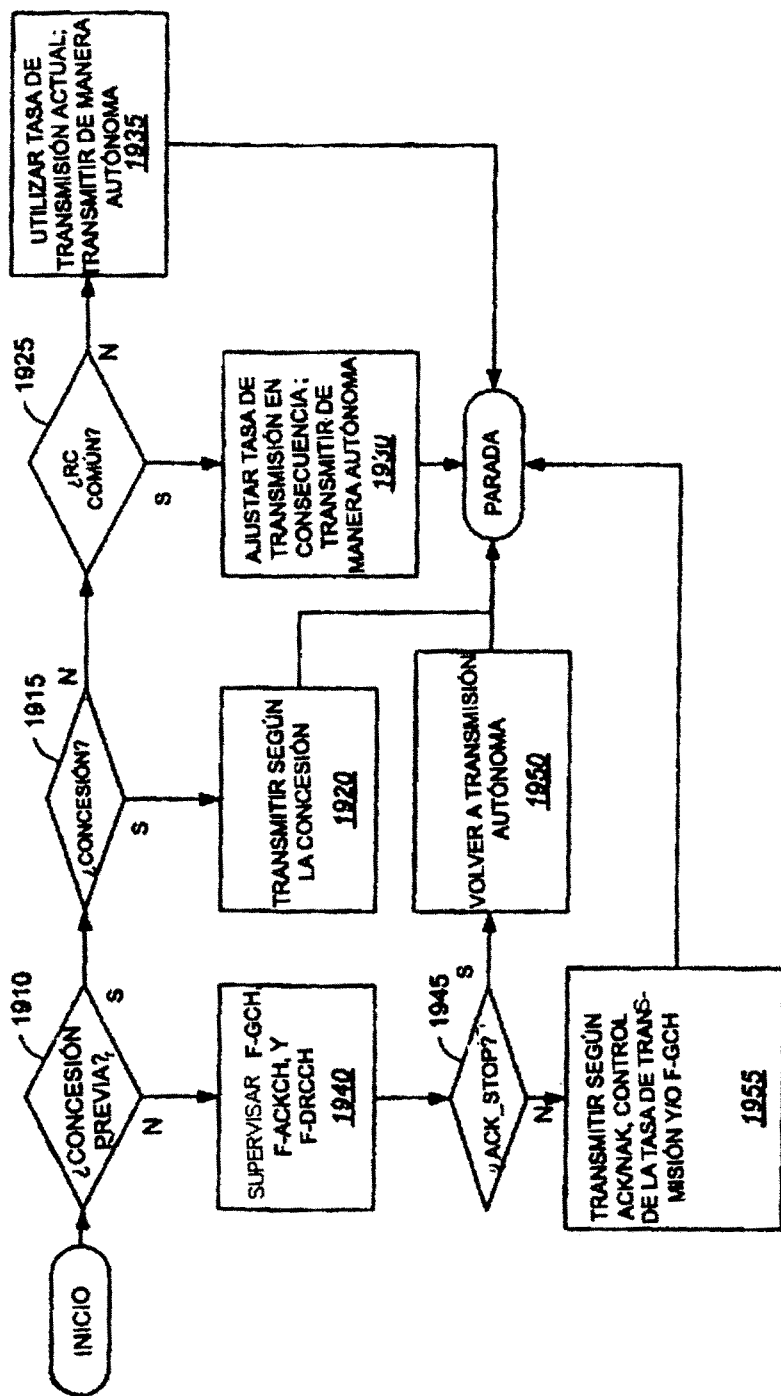 INICIO
1910
¿CONCESIÓN
PREVIA?
S
N
1915
¿CONCESIÓN?
N
S
1925
¿RC
COMÚN?
N
S
UTILIZAR TASA DE
TRANSMISIÓN ACTUAL;
TRANSMITIR DE MANERA
AUTÓNOMA
1935
SUPERVISAR F-GCH,
F-ACKCH, Y
F-DRCCH
1940
TRANSMITIR SEGÚN
LA CONCESIÓN
1920
AJUSTAR TASA DE
TRANSMISIÓN EN
CONSECUENCIA;
TRANSMITIR DE
MANERA AUTÓNOMA
1930
1945
¿ACK_STOP?
S
N
VOLVER A TRANSMISIÓN
AUTÓNOMA
1950
PARADA
TRANSMITIR SEGÚN
ACK/NAK, CONTROL
DE LA TASA DE TRANS-
MISIÓN Y/O F-GCH
1955